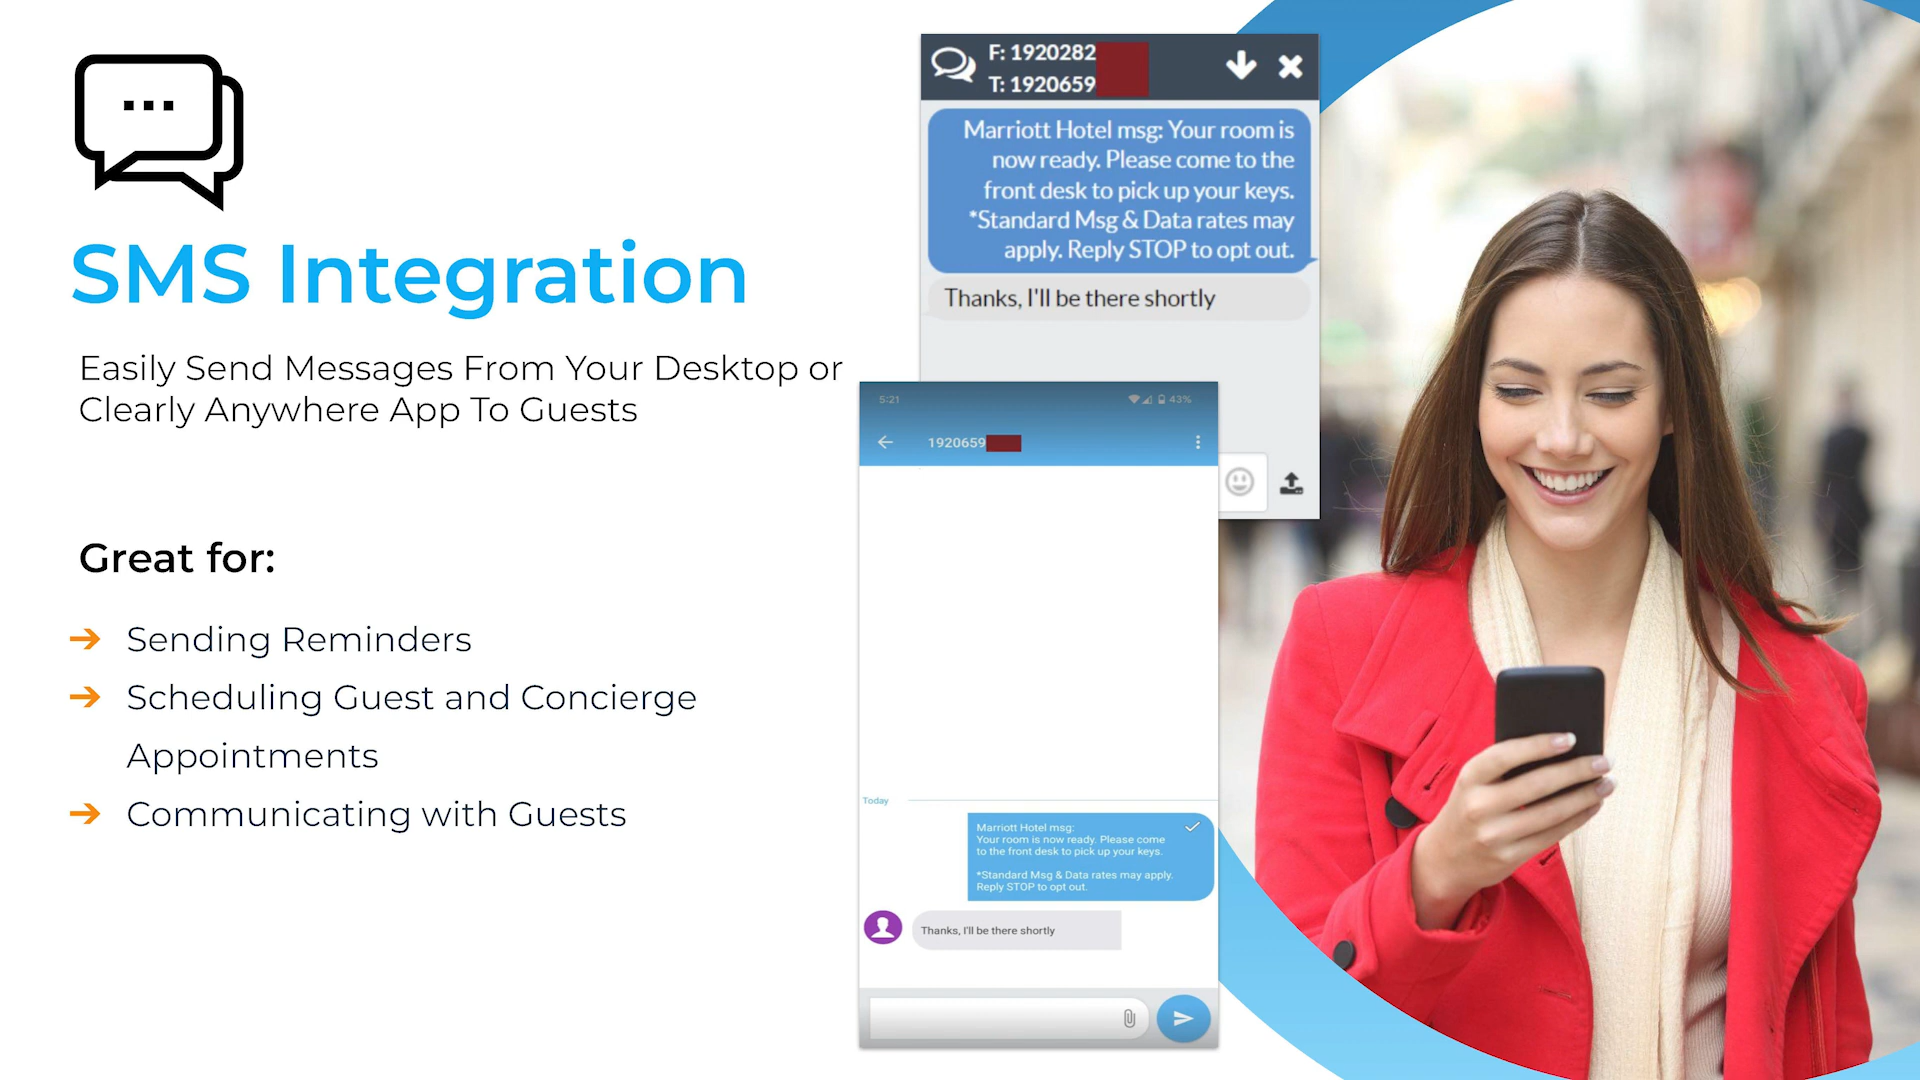 SMS Integration
Easily Send Messages From Your Desktop or
Clearly Anywhere App To Guests
Great for:
Sending Reminders
Scheduling Guest and Concierge
Appointments
Communicating with Guests
F: 1920282
T: 1920659
Marriott Hotel msg: Your room is
now ready. Please come to the
front desk to pick up your keys.
*Standard Msg & Data rates may
apply. Reply STOP to opt out.
Thanks, I'll be there shortly
5:21
43%
1920659
Today
Marriott Hotel msg:
Your room is now ready. Please come
to the front desk to pick up your keys.
*Standard Msg & Data rates may apply.
Reply STOP to opt out.
Thanks, I'll be there shortly